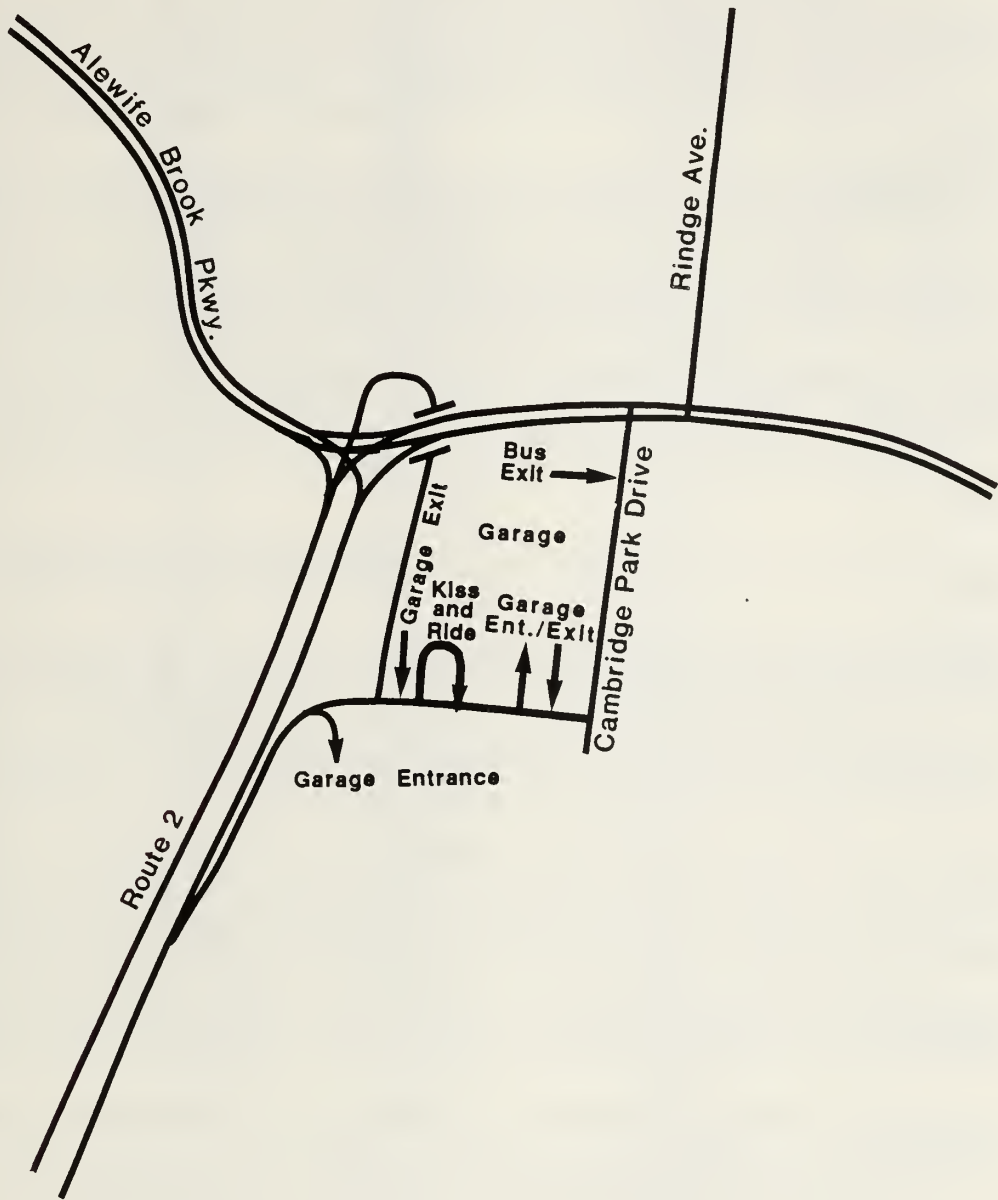 Alewife Brook Pkwy.
Rindge Ave.
Bus
Exit
Garage
Garage Exit
Cambridge Park Drive
Kiss
and
Ride
Garage
Ent./Exit
Garage Entrance
Route 2